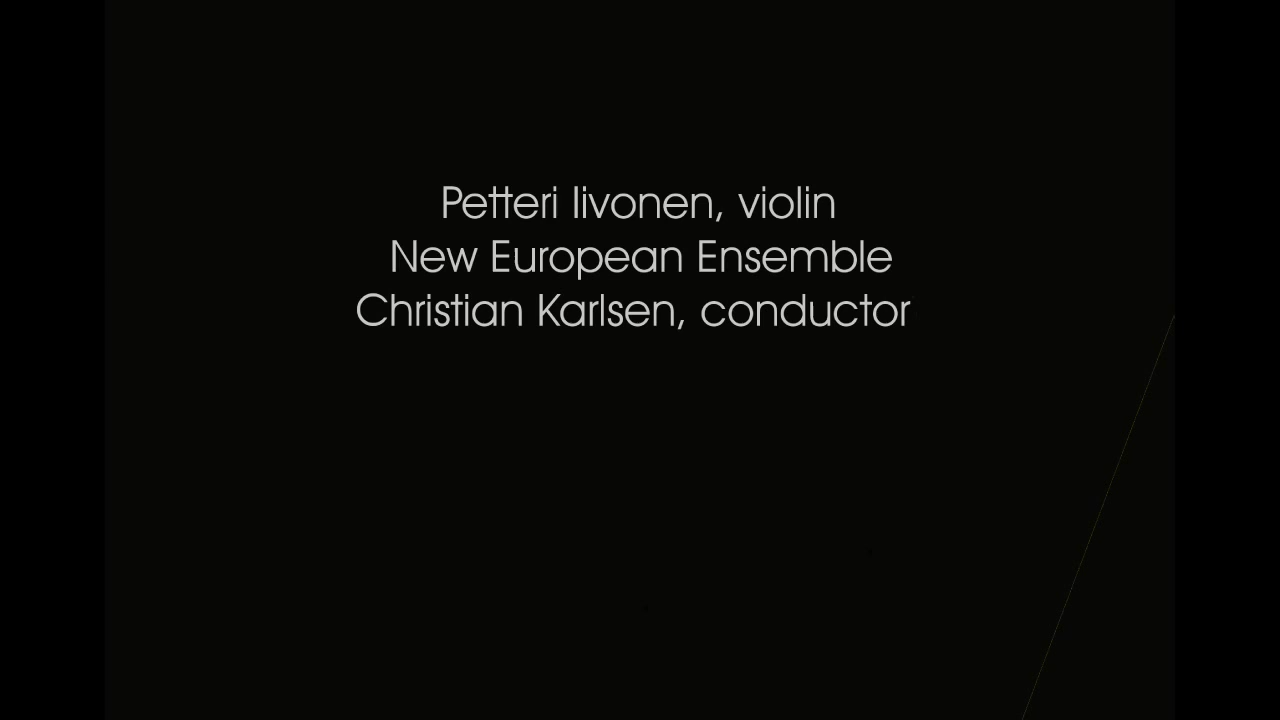 Petteri Iivonen, violin
New European Ensemble
Christian Karlsen, conductor